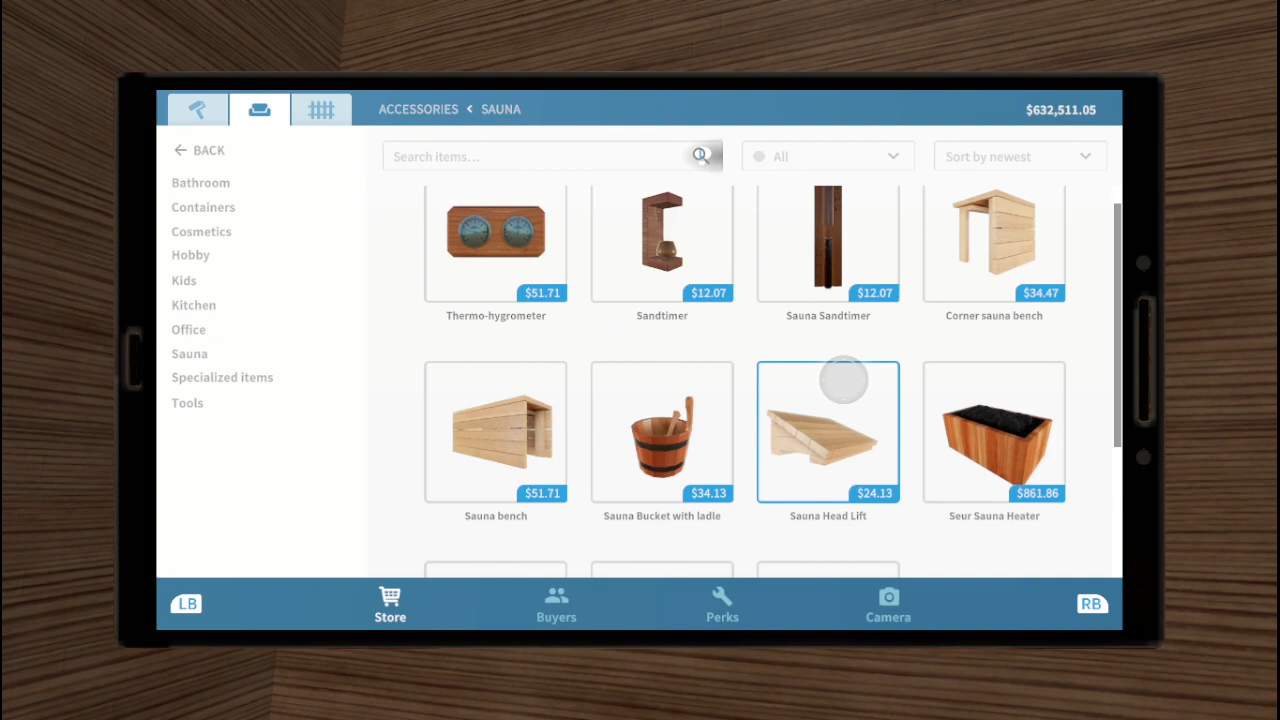 ACCESSORIES < SAUNA
$632,511.05
BACK
Search items...
All
Sort by newest
Bathroom
Containers
Cosmetics
Hobby
Kids
Kitchen
Office
Sauna
Specialized items
Tools
$51.71
$12.07
$12.07
$34.47
Thermo-hygrometer
Sandtimer
Sauna Sandtimer
Corner sauna bench
$51.71
$34.13
$24.13
$861.86
Sauna bench
Sauna Bucket with ladle
Sauna Head Lift
Seur Sauna Heater
LB
Store
Buyers
Perks
Camera
RB